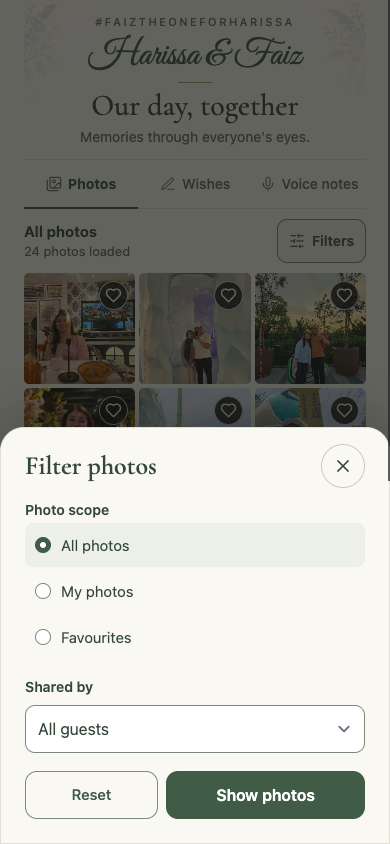 #FAIZTHEONEFORHARISSA
Harissa & Faiz
Our day, together
Memories through everyone's eyes.
Photos
Wishes
Voice notes
All photos
24 photos loaded
Filters
Filter photos
Photo scope
All photos
My photos
Favourites
Shared by
All guests
Reset
Show photos